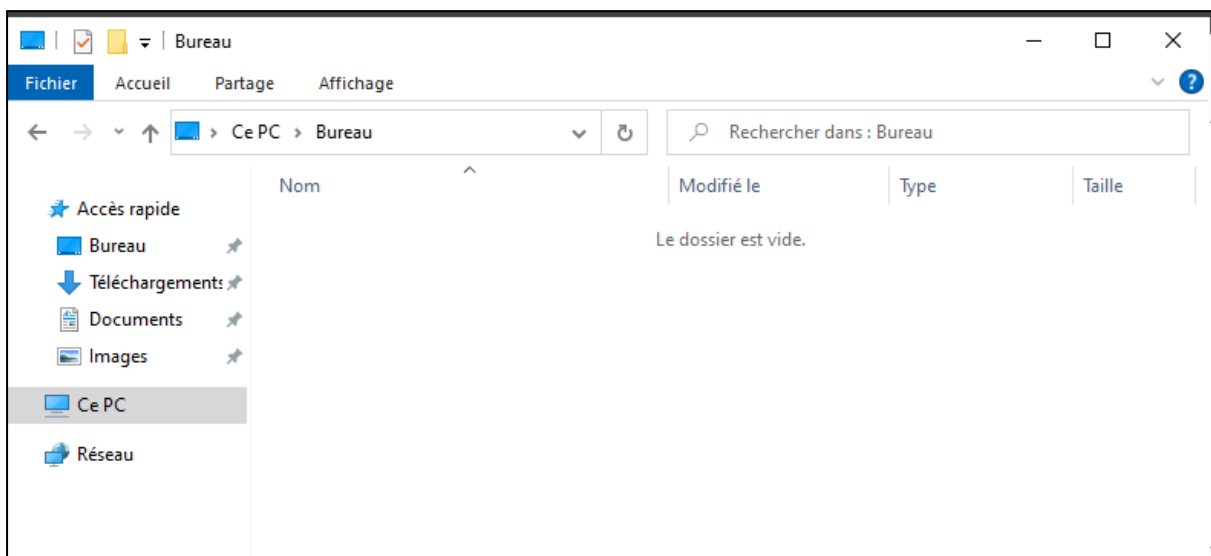 Bureau
Fichier Accueil Partage Affichage
Ce PC Bureau Rechercher dans : Bureau
Nom Modifié le Type Taille
Accès rapide
Le dossier est vide.
Bureau
Téléchargements
Documents
Images
Ce PC
Réseau